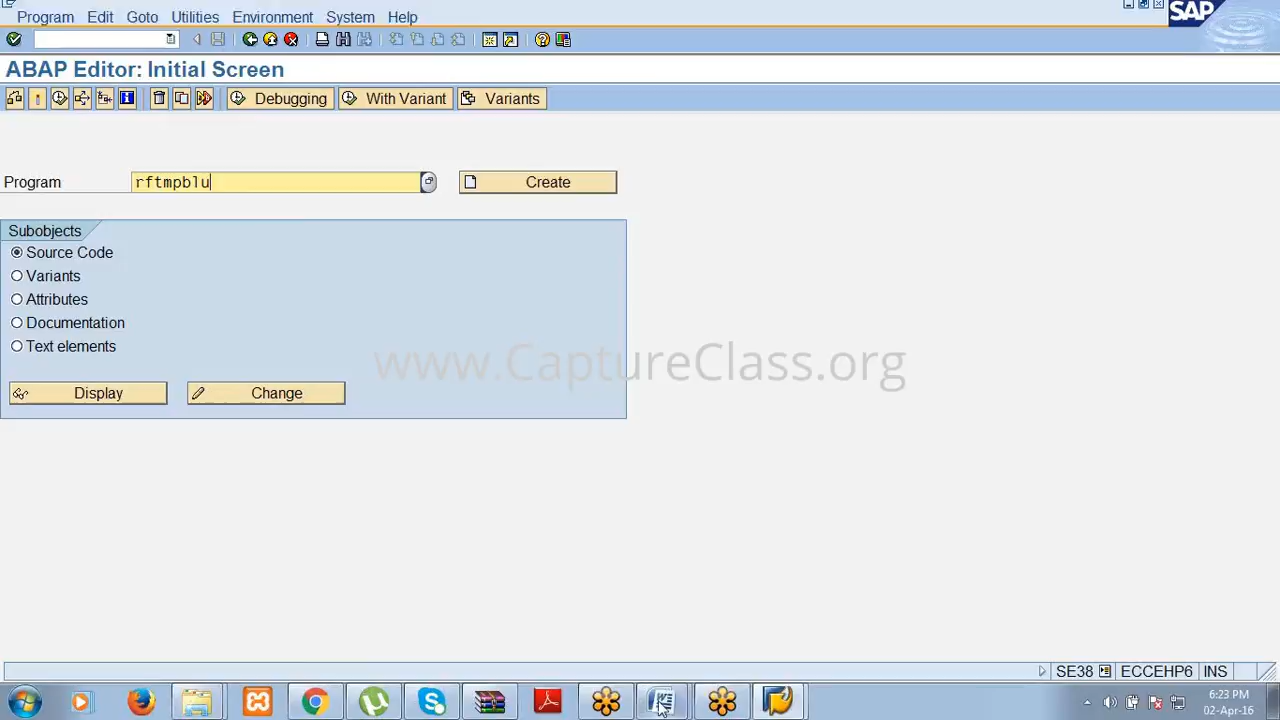 Program Edit Goto Utilities Environment System Help
SAP
ABAP Editor: Initial Screen
Debugging With Variant Variants
Program rftmpblu Create
Subobjects
Source Code
Variants
Attributes
Documentation
Text elements
www.CaptureClass.org
Display Change
SE38 ECCEHP6 INS
6:23 PM
02-Apr-16